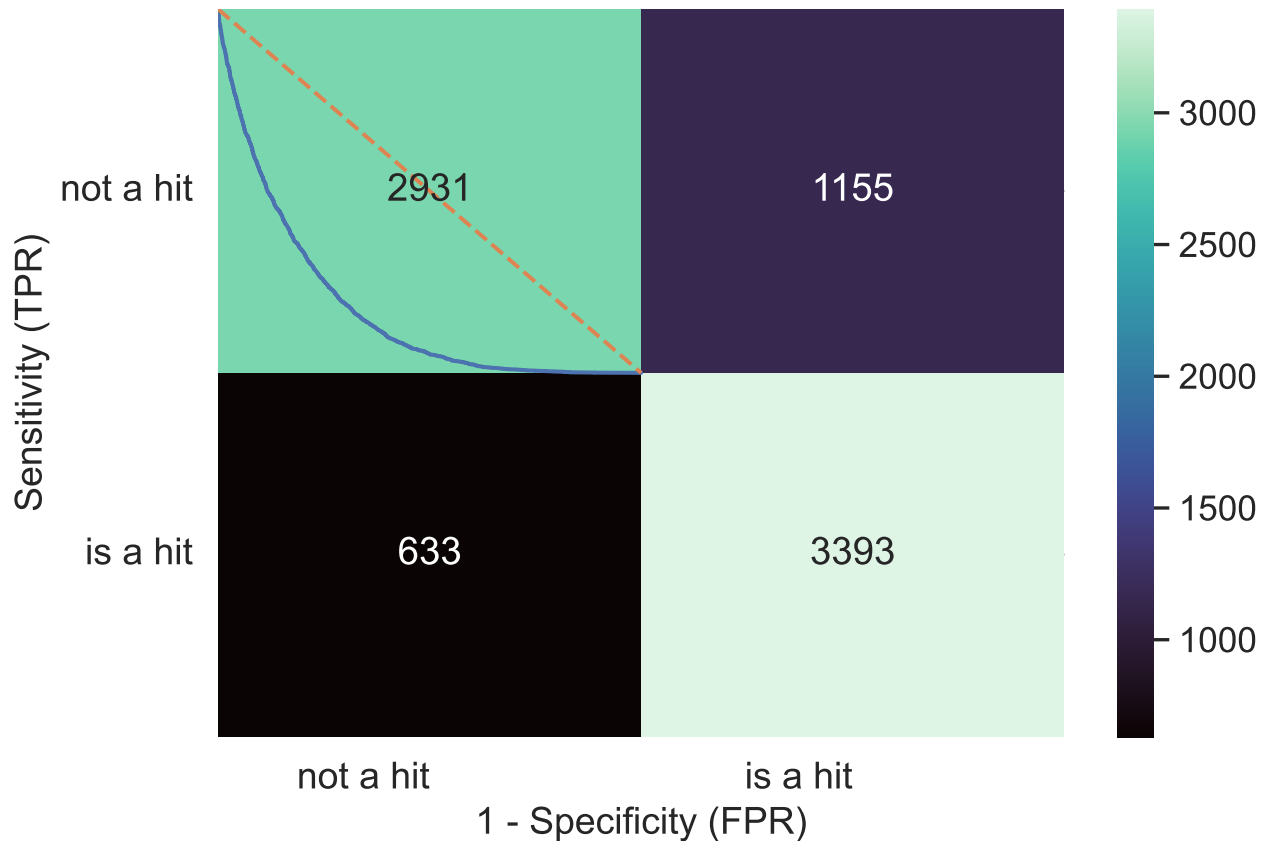 3000
not a hit
2931
1155
2500
Sensitivity (TPR)
2000
1500
is a hit
633
3393
1000
not a hit
is a hit
1 - Specificity (FPR)